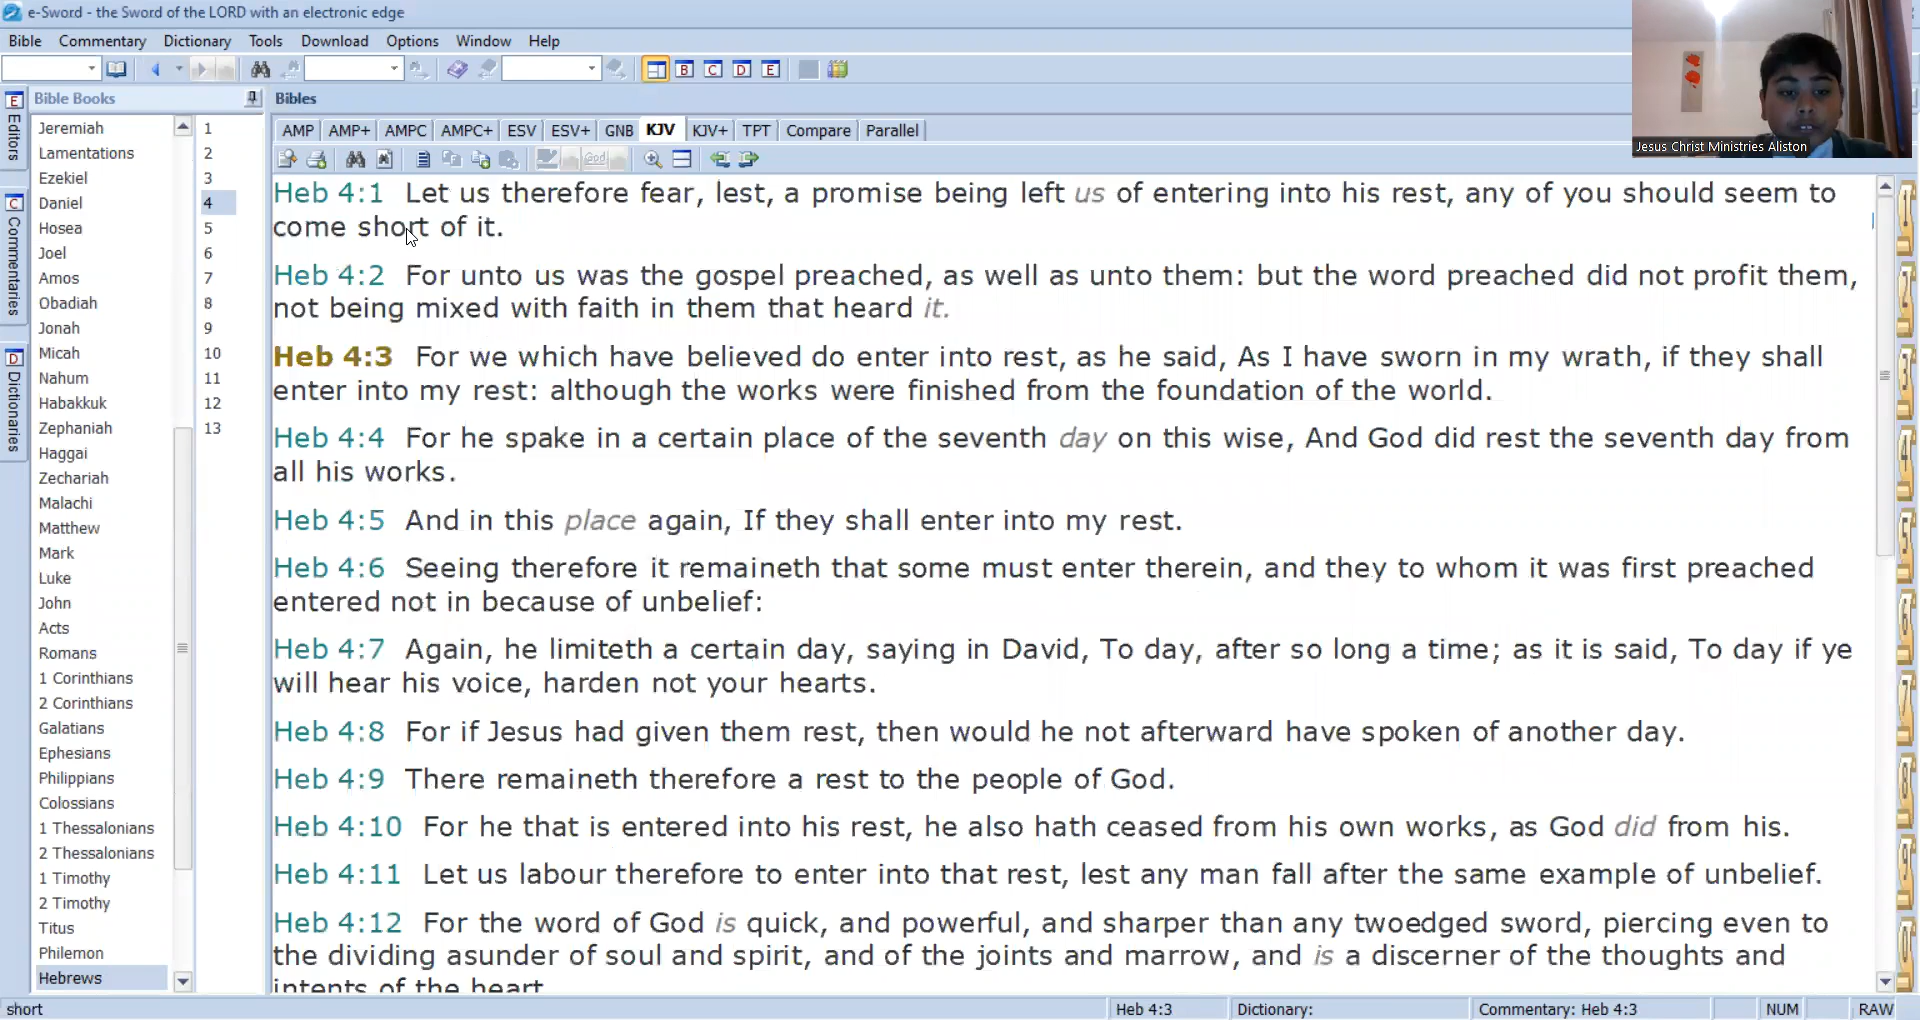 e-Sword - the Sword of the LORD with an electronic edge
Bible Commentary Dictionary Tools Download Options Window Help
B C D E
Bible Books
Bibles
E Editors
C Commentaries
D Dictionaries
Jeremiah
Lamentations
Ezekiel
Daniel
Hosea
Joel
Amos
Obadiah
Jonah
Micah
Nahum
Habakkuk
Zephaniah
Haggai
Zechariah
Malachi
Matthew
Mark
Luke
John
Acts
Romans
1 Corinthians
2 Corinthians
Galatians
Ephesians
Philippians
Colossians
1 Thessalonians
2 Thessalonians
1 Timothy
2 Timothy
Titus
Philemon
Hebrews
1
2
3
4
5
6
7
8
9
10
11
12
13
AMP AMP+ AMPC AMPC+ ESV ESV+ GNB KJV KJV+ TPT Compare Parallel
God
Jesus Christ Ministries Aliston
Heb 4:1 Let us therefore fear, lest, a promise being left us of entering into his rest, any of you should seem to
come short of it.
Heb 4:2 For unto us was the gospel preached, as well as unto them: but the word preached did not profit them,
not being mixed with faith in them that heard it.
Heb 4:3 For we which have believed do enter into rest, as he said, As I have sworn in my wrath, if they shall
enter into my rest: although the works were finished from the foundation of the world.
Heb 4:4 For he spake in a certain place of the seventh day on this wise, And God did rest the seventh day from
all his works.
Heb 4:5 And in this place again, If they shall enter into my rest.
Heb 4:6 Seeing therefore it remaineth that some must enter therein, and they to whom it was first preached
entered not in because of unbelief:
Heb 4:7 Again, he limiteth a certain day, saying in David, To day, after so long a time; as it is said, To day if ye
will hear his voice, harden not your hearts.
Heb 4:8 For if Jesus had given them rest, then would he not afterward have spoken of another day.
Heb 4:9 There remaineth therefore a rest to the people of God.
Heb 4:10 For he that is entered into his rest, he also hath ceased from his own works, as God did from his.
Heb 4:11 Let us labour therefore to enter into that rest, lest any man fall after the same example of unbelief.
Heb 4:12 For the word of God is quick, and powerful, and sharper than any twoedged sword, piercing even to
the dividing asunder of soul and spirit, and of the joints and marrow, and is a discerner of the thoughts and
intents of the heart
1
2
3
4
5
6
7
8
9
0
short
Heb 4:3
Dictionary:
Commentary: Heb 4:3
NUM
RAW